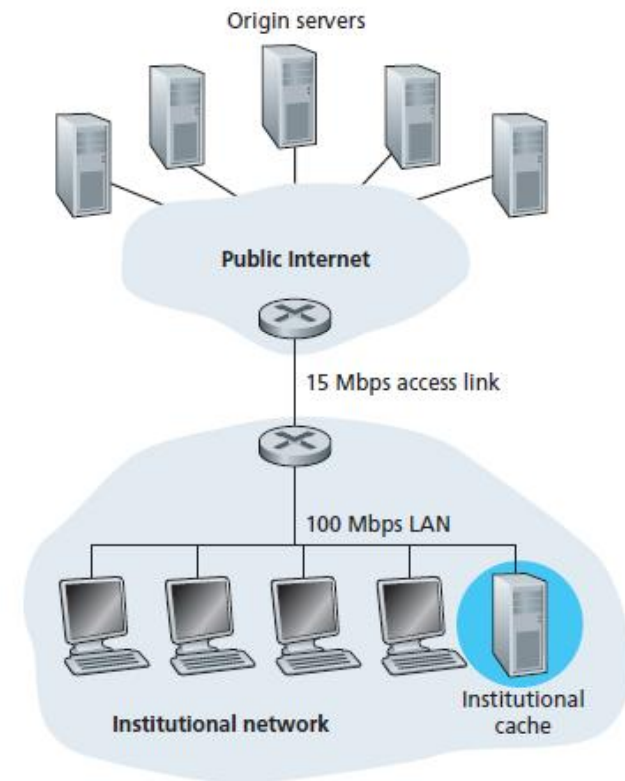 Origin servers
Public Internet
15 Mbps access link
100 Mbps LAN
Institutional network
Institutional
cache